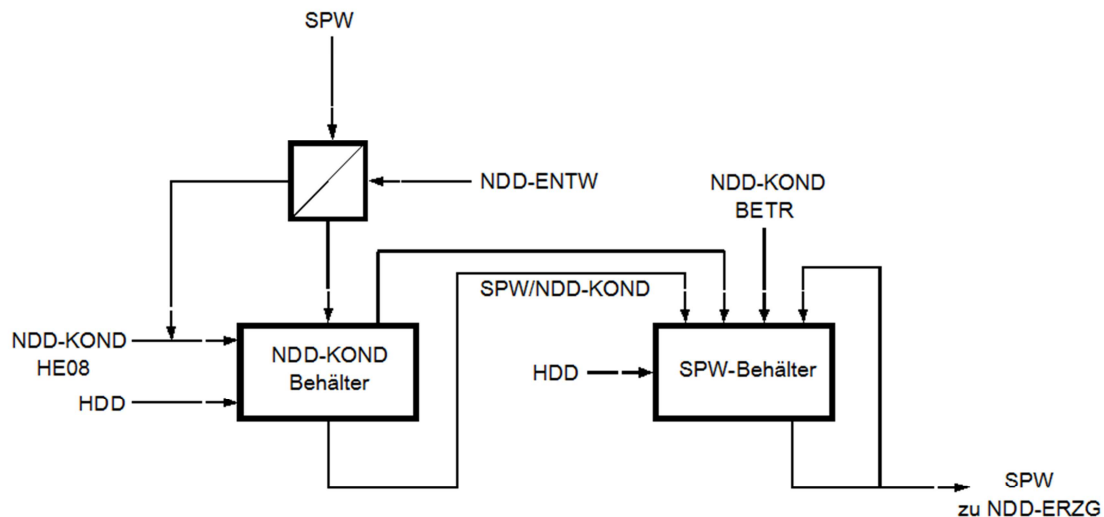 SPW
NDD-ENTW
NDD-KOND
BETR
SPW/NDD-KOND
NDD-KOND
HE08
NDD-KOND
Behälter
HDD
HDD
SPW-Behälter
SPW
zu NDD-ERZG